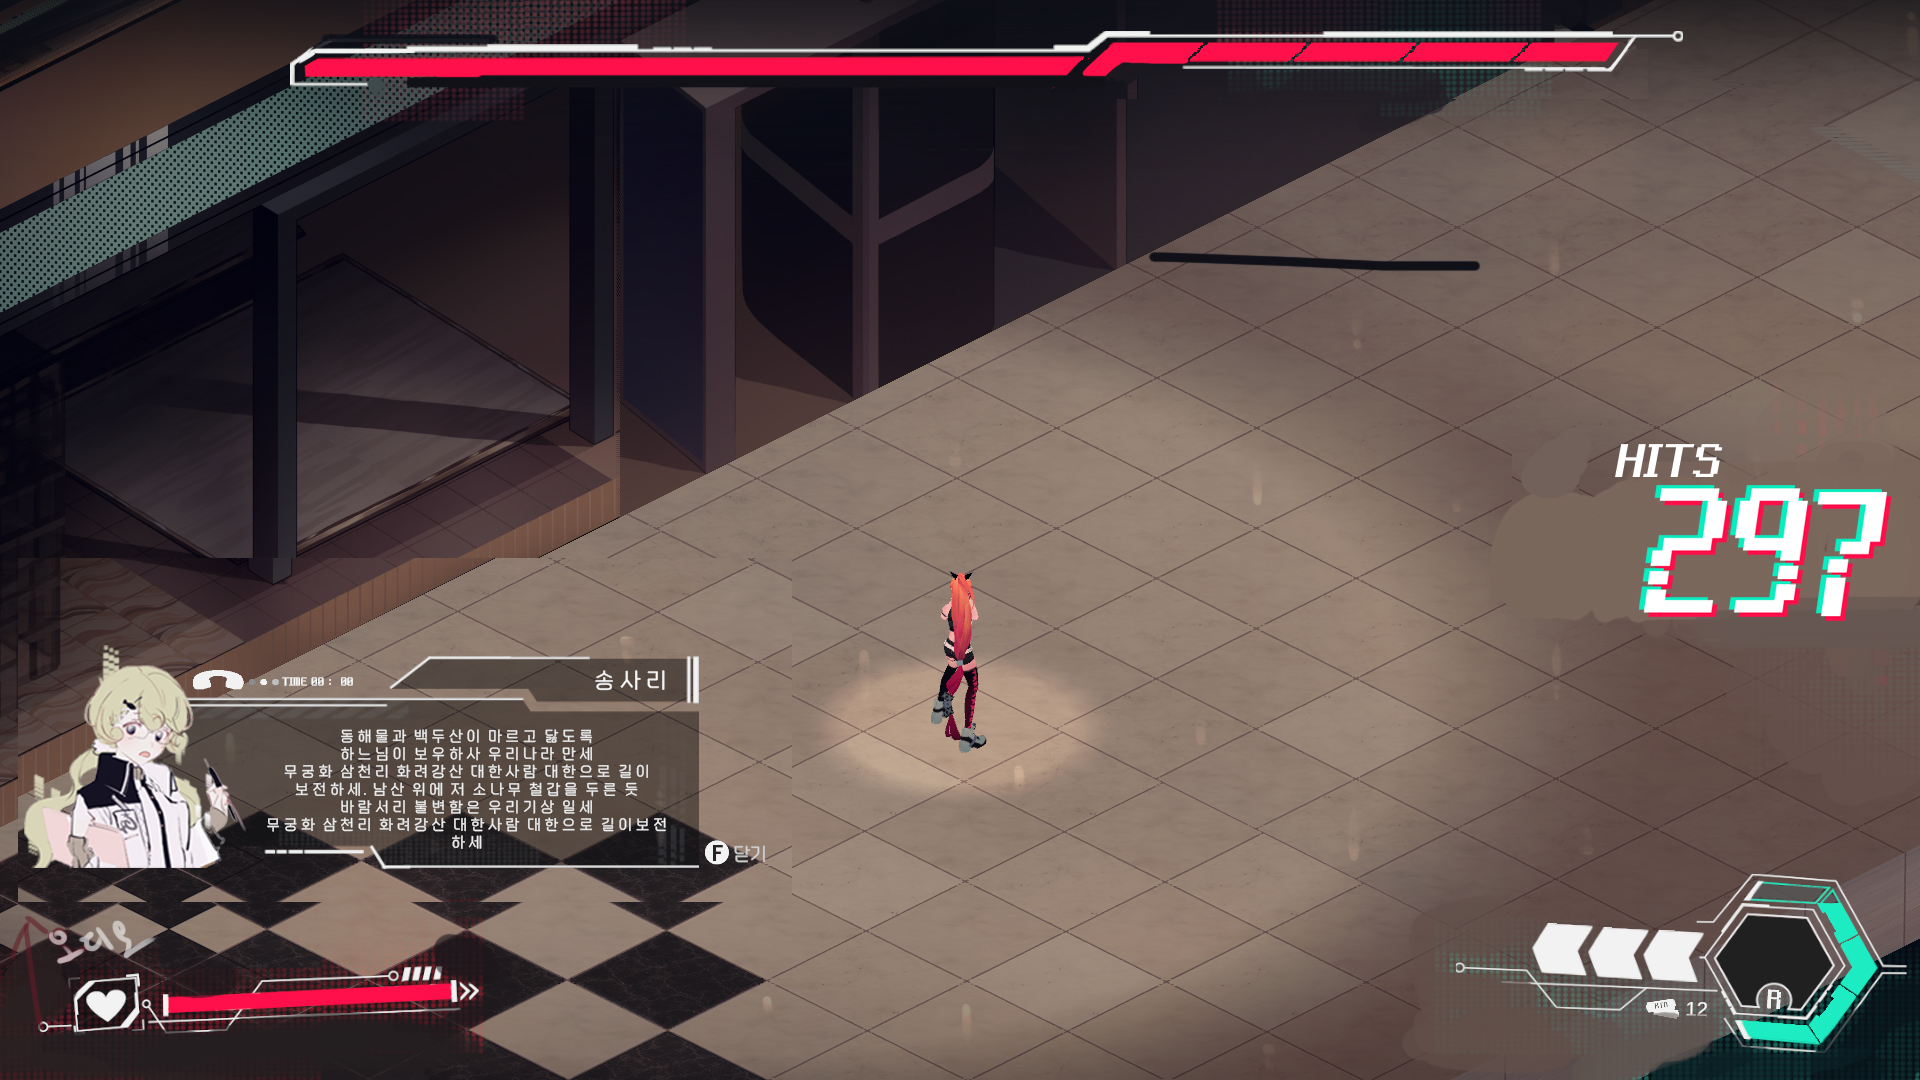 HITS
297
TIME 00 : 00
송사리
동해물과 백두산이 마르고 닳도록
하느님이 보우하사 우리나라 만세
무궁화 삼천리 화려강산 대한사람 대한으로 길이
보전하세. 남산 위에 저 소나무 철갑을 두른 듯
바람서리 불변함은 우리기상 일세
무궁화 삼천리 화려강산 대한사람 대한으로 길이보전
하세
F 닫기
12
R